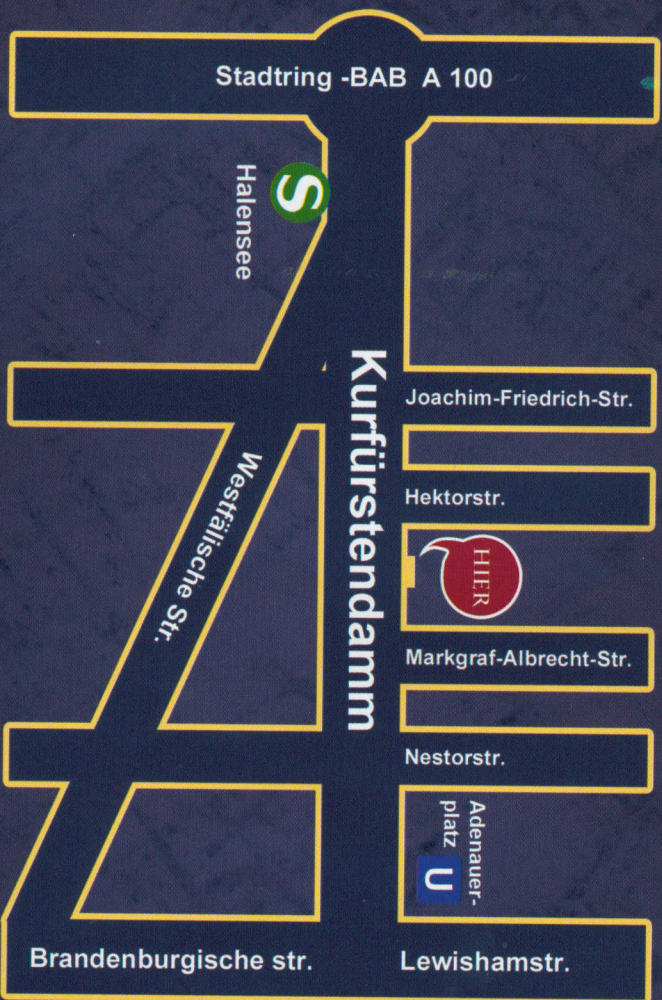 Stadtring -BAB A 100
S
Halensee
Kurfürstendamm
Joachim-Friedrich-Str.
Hektorstr.
Westfälische Str.
HIER
Markgraf-Albrecht-Str.
Nestorstr.
Adenauer-
platz
U
Brandenburgische str.
Lewishamstr.